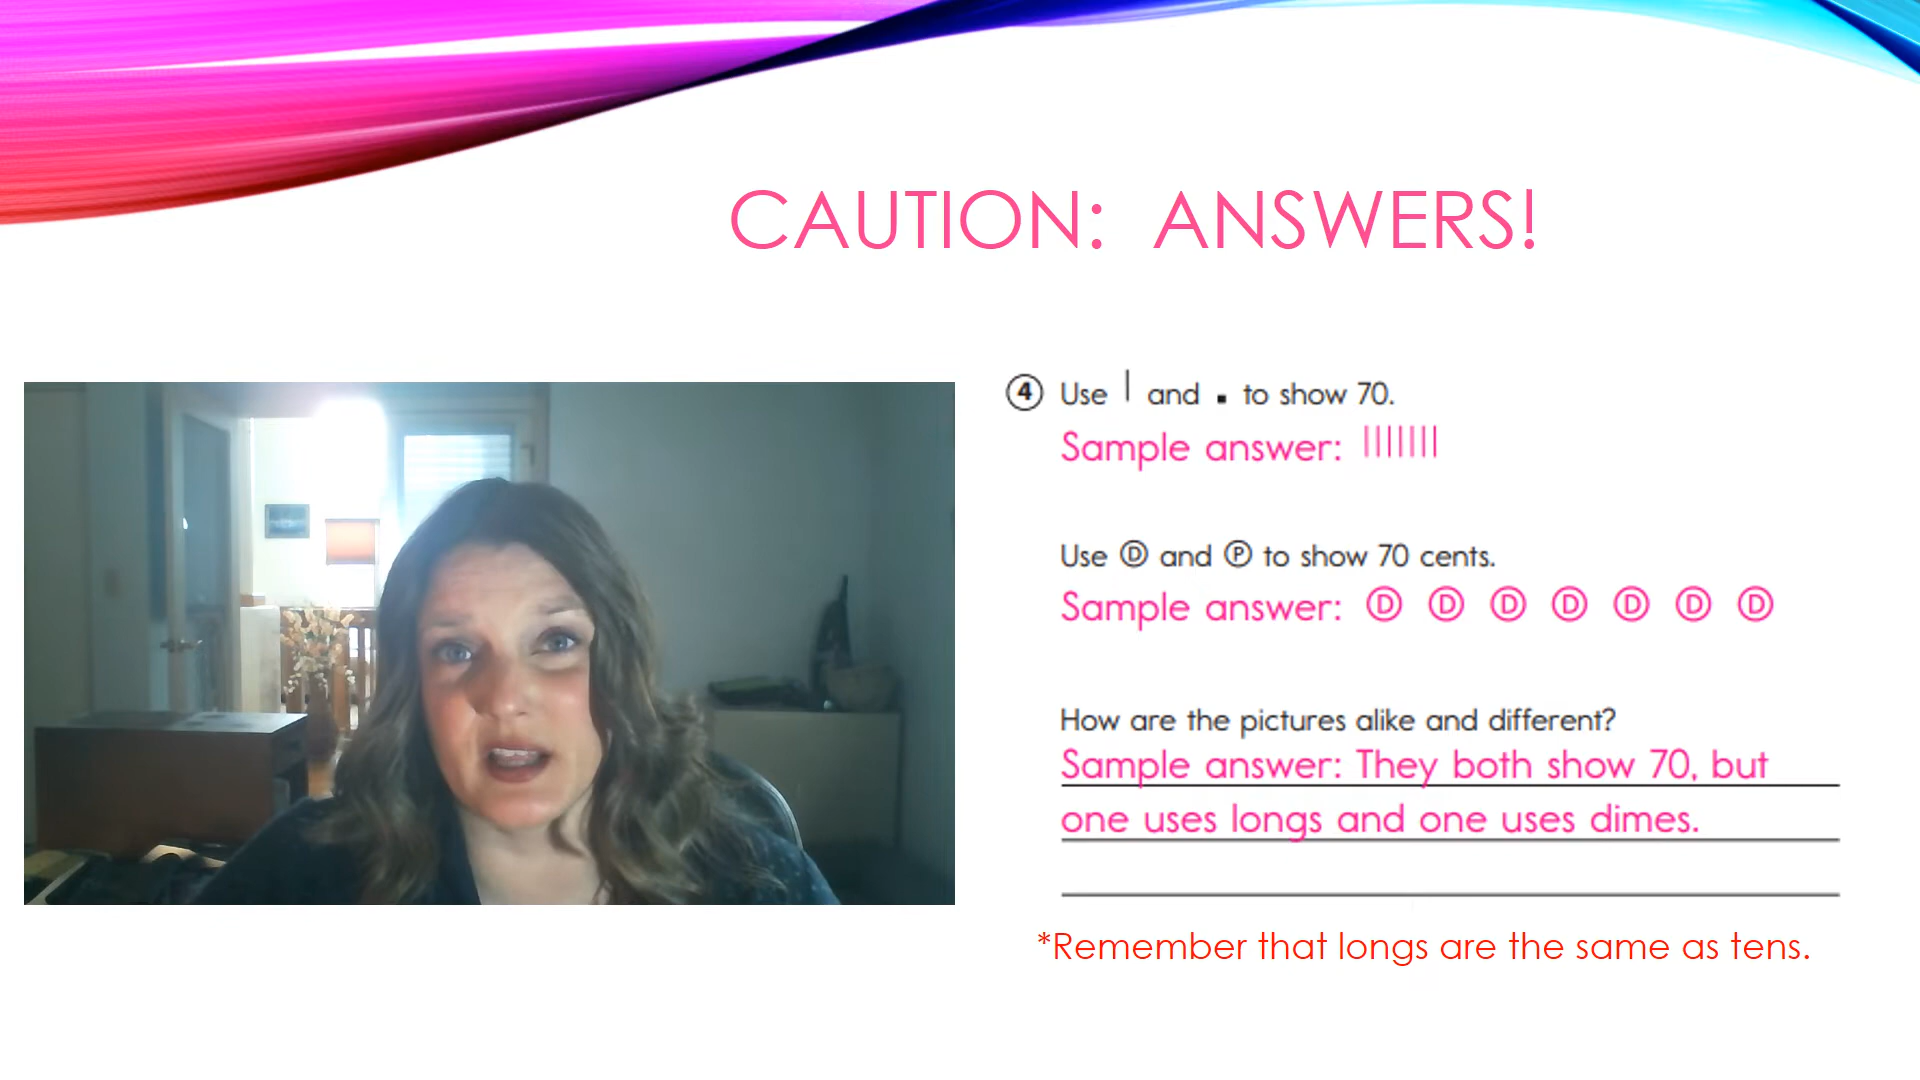 CAUTION: ANSWERS!
④ Use | and ▪ to show 70.
Sample answer: |||||||
Use Ⓓ and Ⓟ to show 70 cents.
Sample answer: Ⓓ Ⓓ Ⓓ Ⓓ Ⓓ Ⓓ Ⓓ
How are the pictures alike and different?
Sample answer: They both show 70, but
one uses longs and one uses dimes.
*Remember that longs are the same as tens.